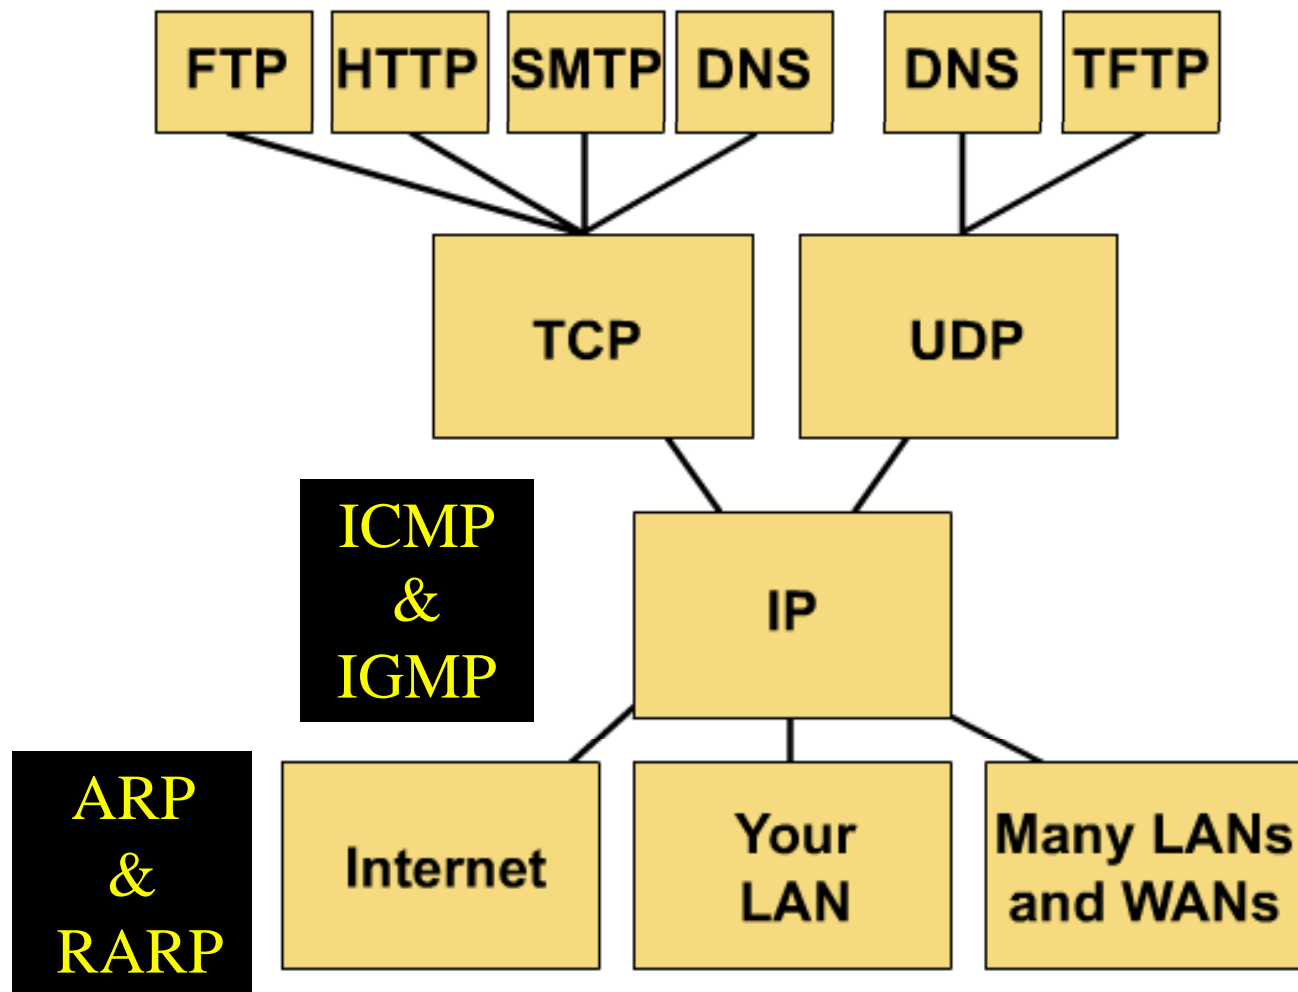 FTP
HTTP
SMTP
DNS
DNS
TFTP
TCP
UDP
ICMP
&
IGMP
IP
ARP
&
RARP
Internet
Your
LAN
Many LANs
and WANs